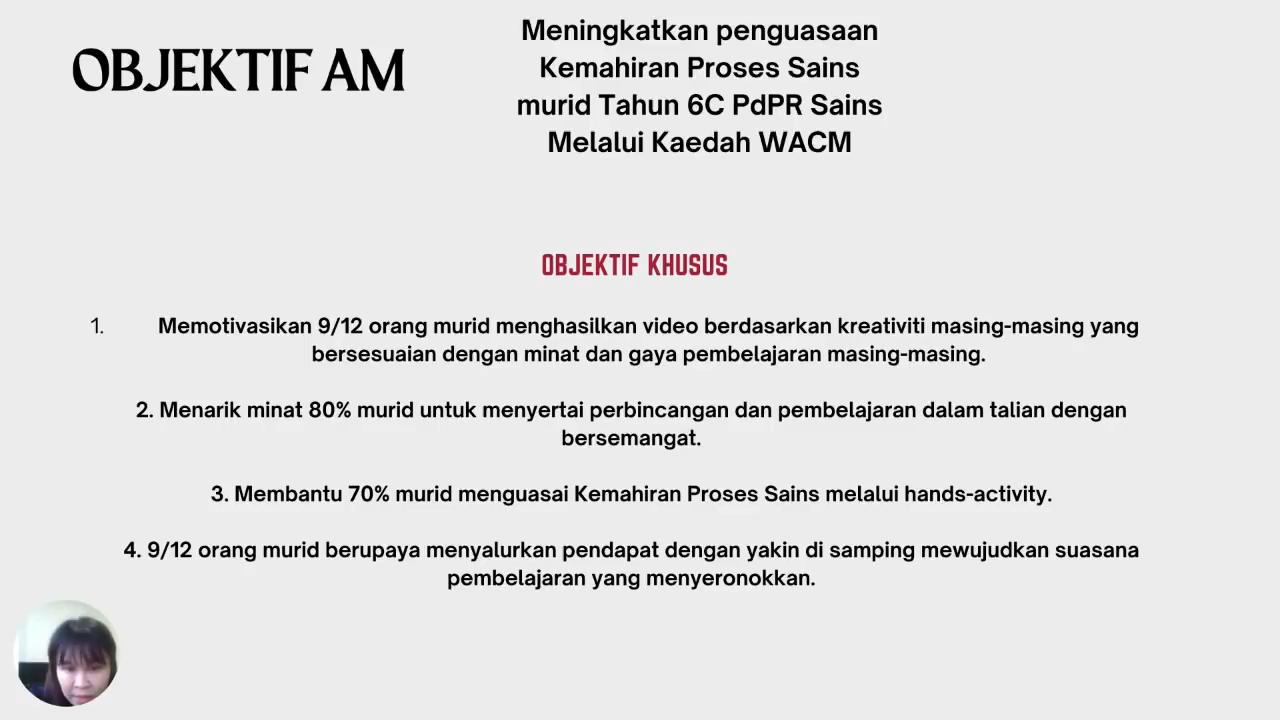 OBJEKTIF AM
Meningkatkan penguasaan
Kemahiran Proses Sains
murid Tahun 6C PdPR Sains
Melalui Kaedah WACM
OBJEKTIF KHUSUS
1. Memotivasikan 9/12 orang murid menghasilkan video berdasarkan kreativiti masing-masing yang
bersesuaian dengan minat dan gaya pembelajaran masing-masing.
2. Menarik minat 80% murid untuk menyertai perbincangan dan pembelajaran dalam talian dengan
bersemangat.
3. Membantu 70% murid menguasai Kemahiran Proses Sains melalui hands-activity.
4. 9/12 orang murid berupaya menyalurkan pendapat dengan yakin di samping mewujudkan suasana
pembelajaran yang menyeronokkan.